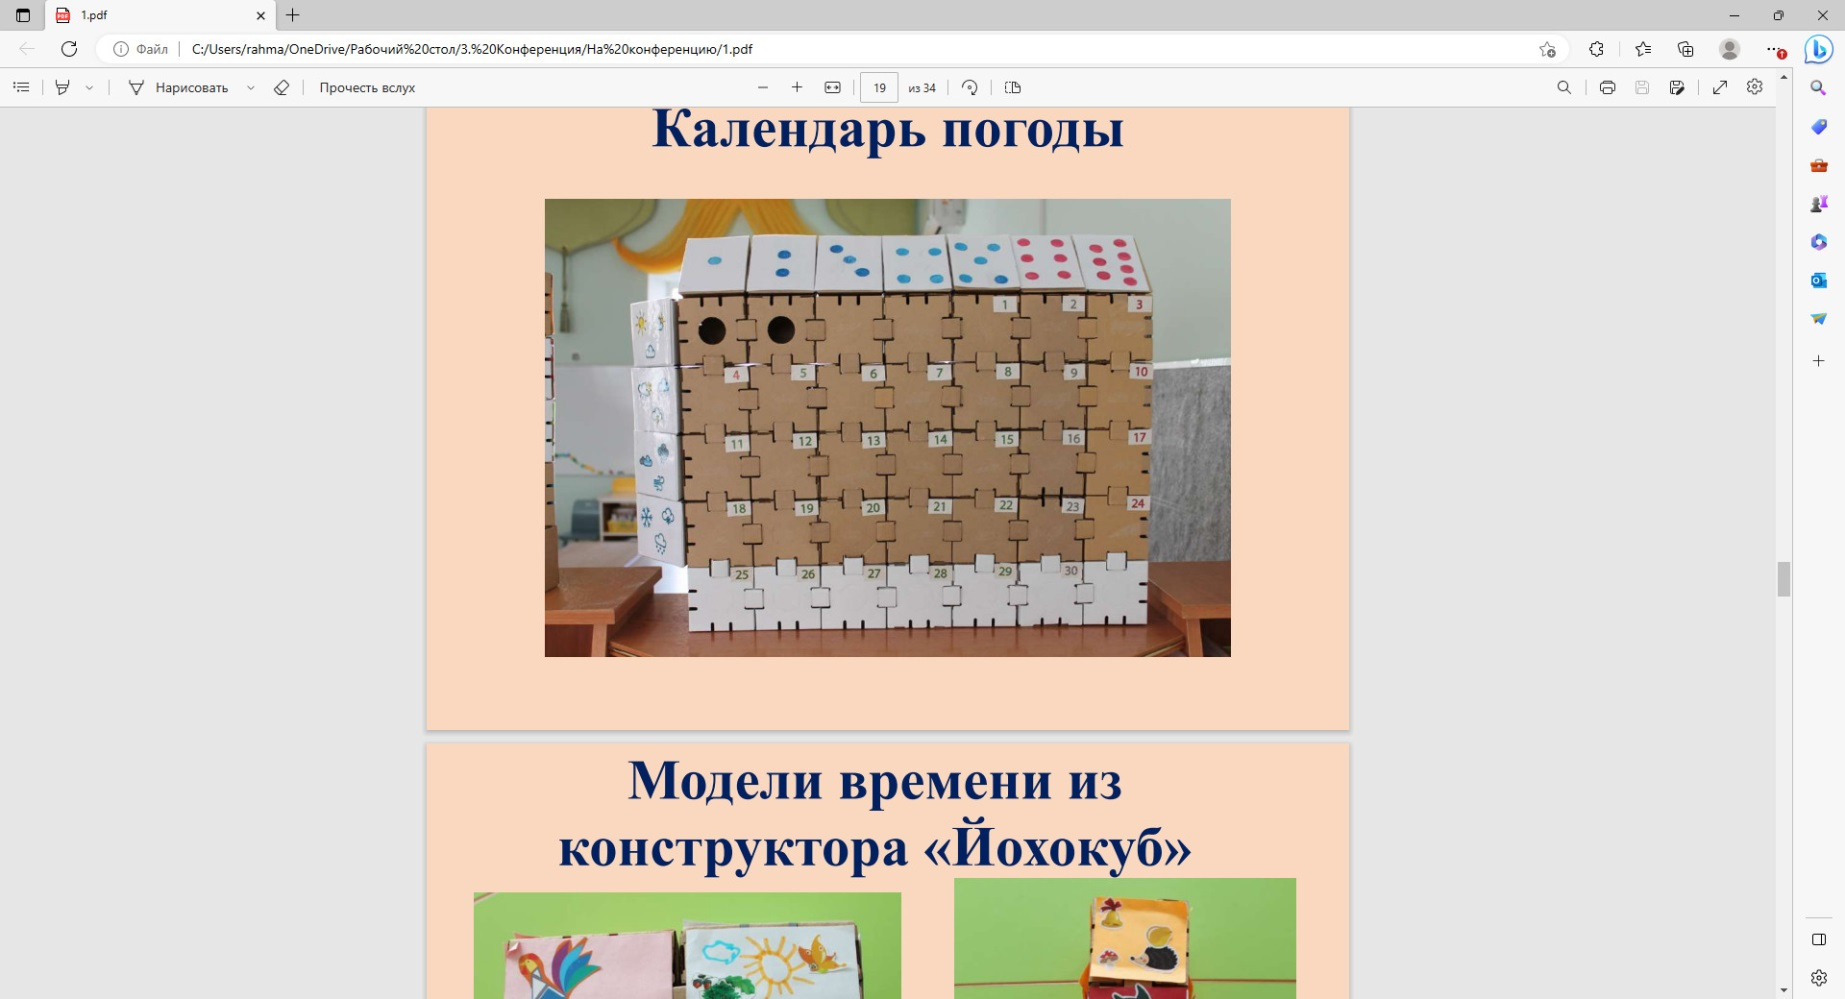 1.pdf
Файл
C:/Users/rahma/OneDrive/Рабочий%20стол/3.%20Конференция/На%20конференцию/1.pdf
Нарисовать
Прочесть вслух
19 из 34
Календарь погоды
1 2 3
4 5 6 7 8 9 10
11 12 13 14 15 16 17
18 19 20 21 22 23 24
25 26 27 28 29 30
Модели времени из
конструктора «Йохокуб»